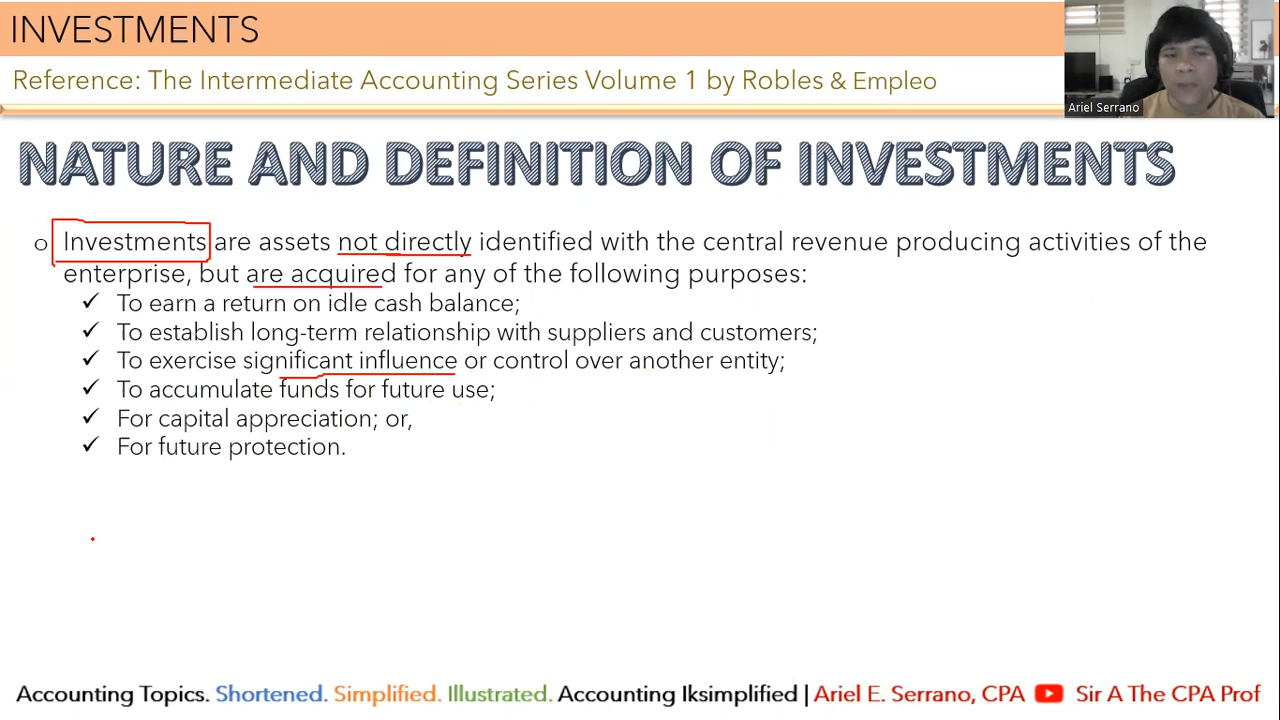 INVESTMENTS
Reference: The Intermediate Accounting Series Volume 1 by Robles & Empleo
Ariel Serrano
NATURE AND DEFINITION OF INVESTMENTS
o Investments are assets not directly identified with the central revenue producing activities of the
enterprise, but are acquired for any of the following purposes:
✓ To earn a return on idle cash balance;
✓ To establish long-term relationship with suppliers and customers;
✓ To exercise significant influence or control over another entity;
✓ To accumulate funds for future use;
✓ For capital appreciation; or,
✓ For future protection.
Accounting Topics. Shortened. Simplified. Illustrated. Accounting Iksimplified | Ariel E. Serrano, CPA Sir A The CPA Prof